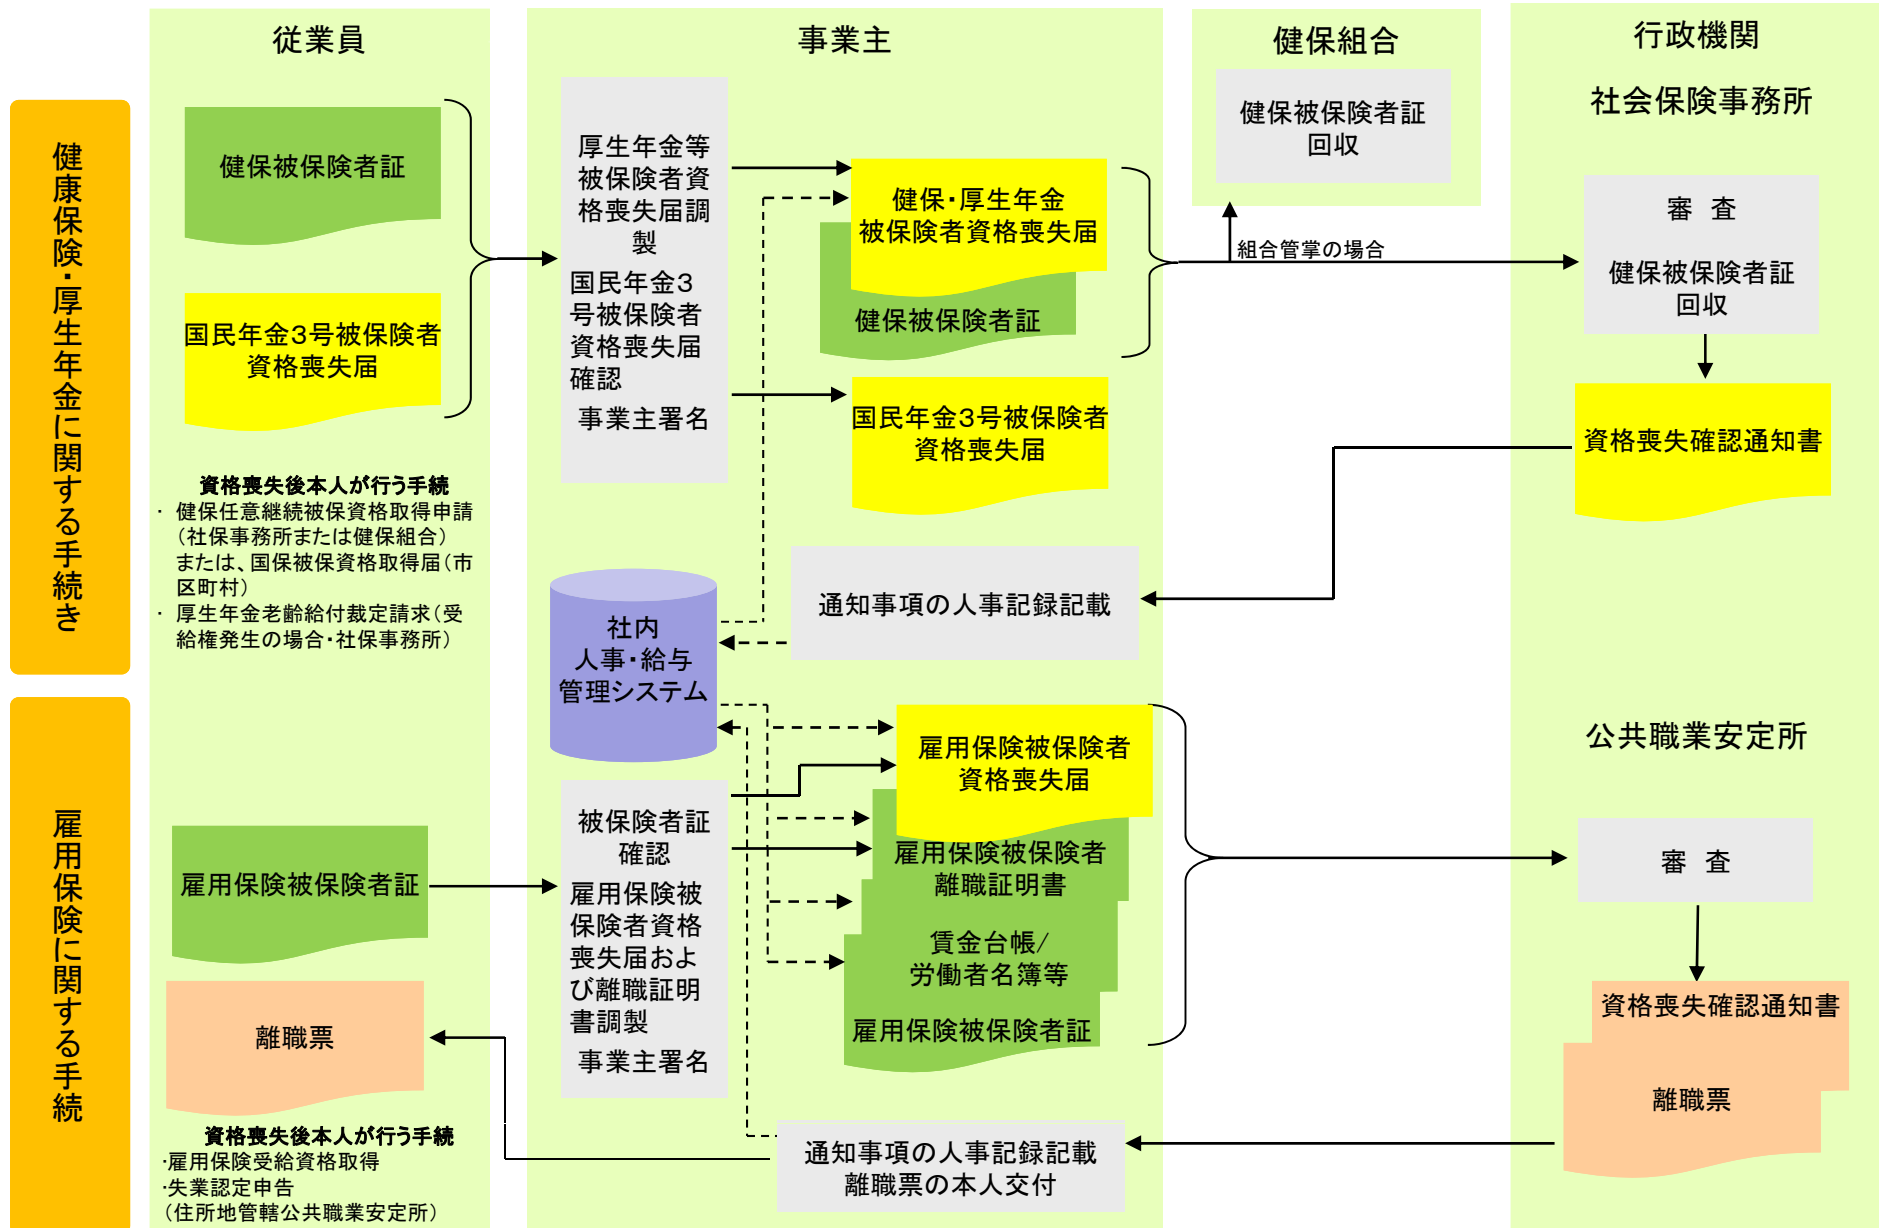 従業員
事業主
健保組合
行政機関
社会保険事務所
健康保険・厚生年金に関する手続き
健保被保険者証
国民年金3号被保険者
資格喪失届
資格喪失後本人が行う手続
・ 健保任意継続被保資格取得申請
(社保事務所または健保組合)
または、国保被保資格取得届(市
区町村)
・ 厚生年金老齢給付裁定請求(受
給権発生の場合・社保事務所)
厚生年金等
被保険者資
格喪失届調
製
国民年金3
号被保険者
資格喪失届
確認
事業主署名
健保・厚生年金
被保険者資格喪失届
健保被保険者証
国民年金3号被保険者
資格喪失届
健保被保険者証
回収
組合管掌の場合
審 査
健保被保険者証
回収
資格喪失確認通知書
通知事項の人事記録記載
社内
人事・給与
管理システム
雇用保険に関する手続
雇用保険被保険者証
離職票
資格喪失後本人が行う手続
・雇用保険受給資格取得
・失業認定申告
(住所地管轄公共職業安定所)
被保険者証
確認
雇用保険被
保険者資格
喪失届およ
び離職証明
書調製
事業主署名
雇用保険被保険者
資格喪失届
雇用保険被保険者
離職証明書
賃金台帳/
労働者名簿等
雇用保険被保険者証
通知事項の人事記録記載
離職票の本人交付
公共職業安定所
審 査
資格喪失確認通知書
離職票